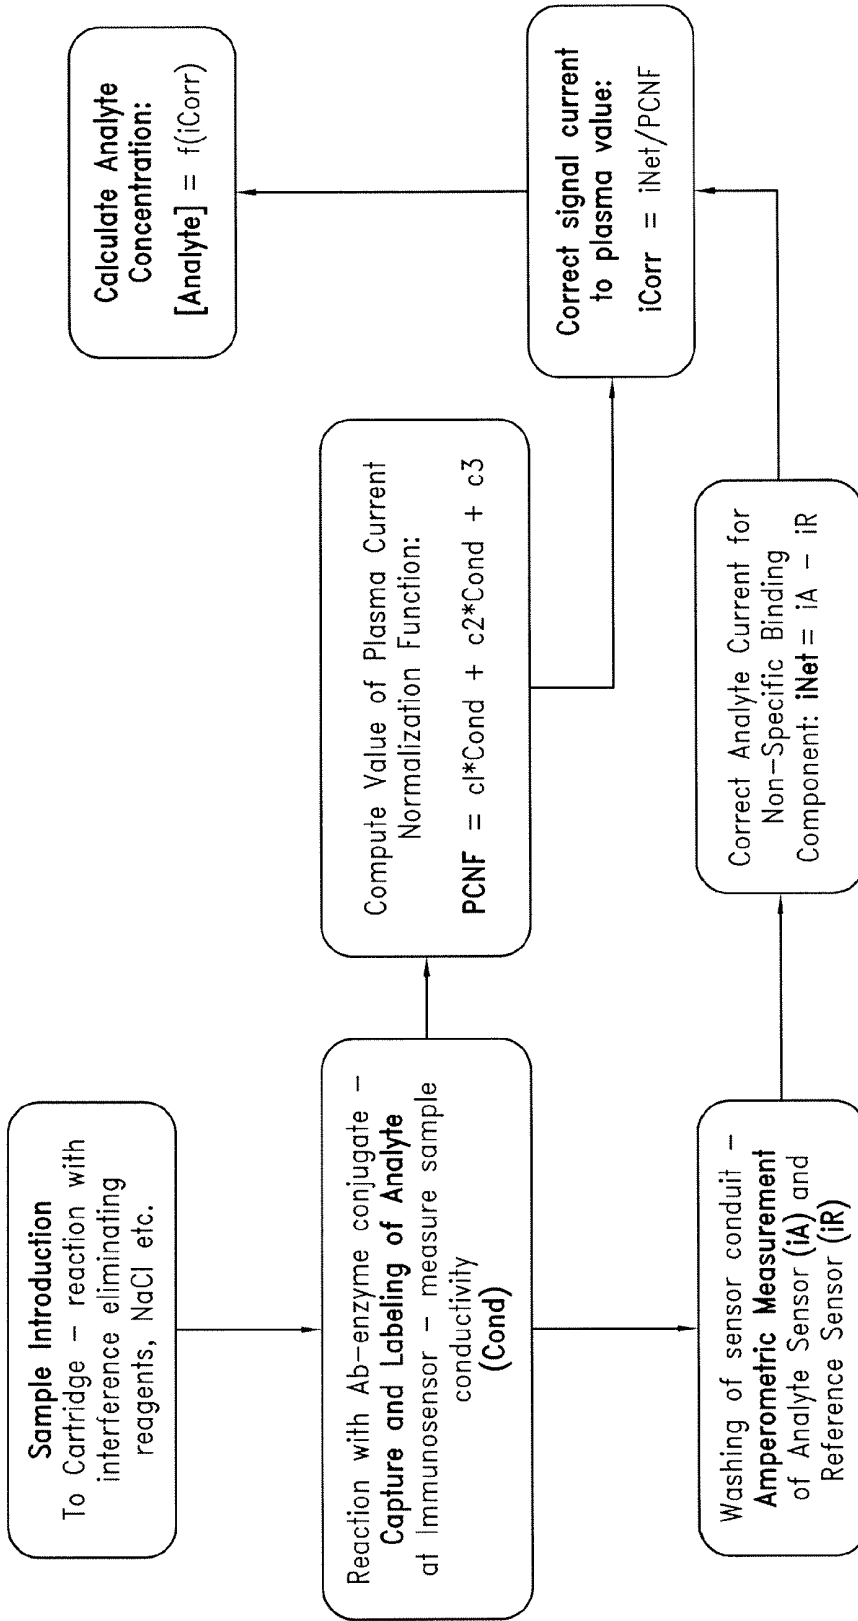 Sample Introduction
To Cartridge – reaction with
interference eliminating
reagents, NaCl etc.
Reaction with Ab-enzyme conjugate –
Capture and Labeling of Analyte
at Immunosensor – measure sample
conductivity
(Cond)
Washing of sensor conduit –
Amperometric Measurement
of Analyte Sensor (iA) and
Reference Sensor (iR)
Compute Value of Plasma Current
Normalization Function:
PCNF = cl*Cond + c2*Cond + c3
Correct Analyte Current for
Non-Specific Binding
Component: iNet = iA – iR
Correct signal current
to plasma value:
iCorr = iNet/PCNF
Calculate Analyte
Concentration:
[Analyte] = f(iCorr)